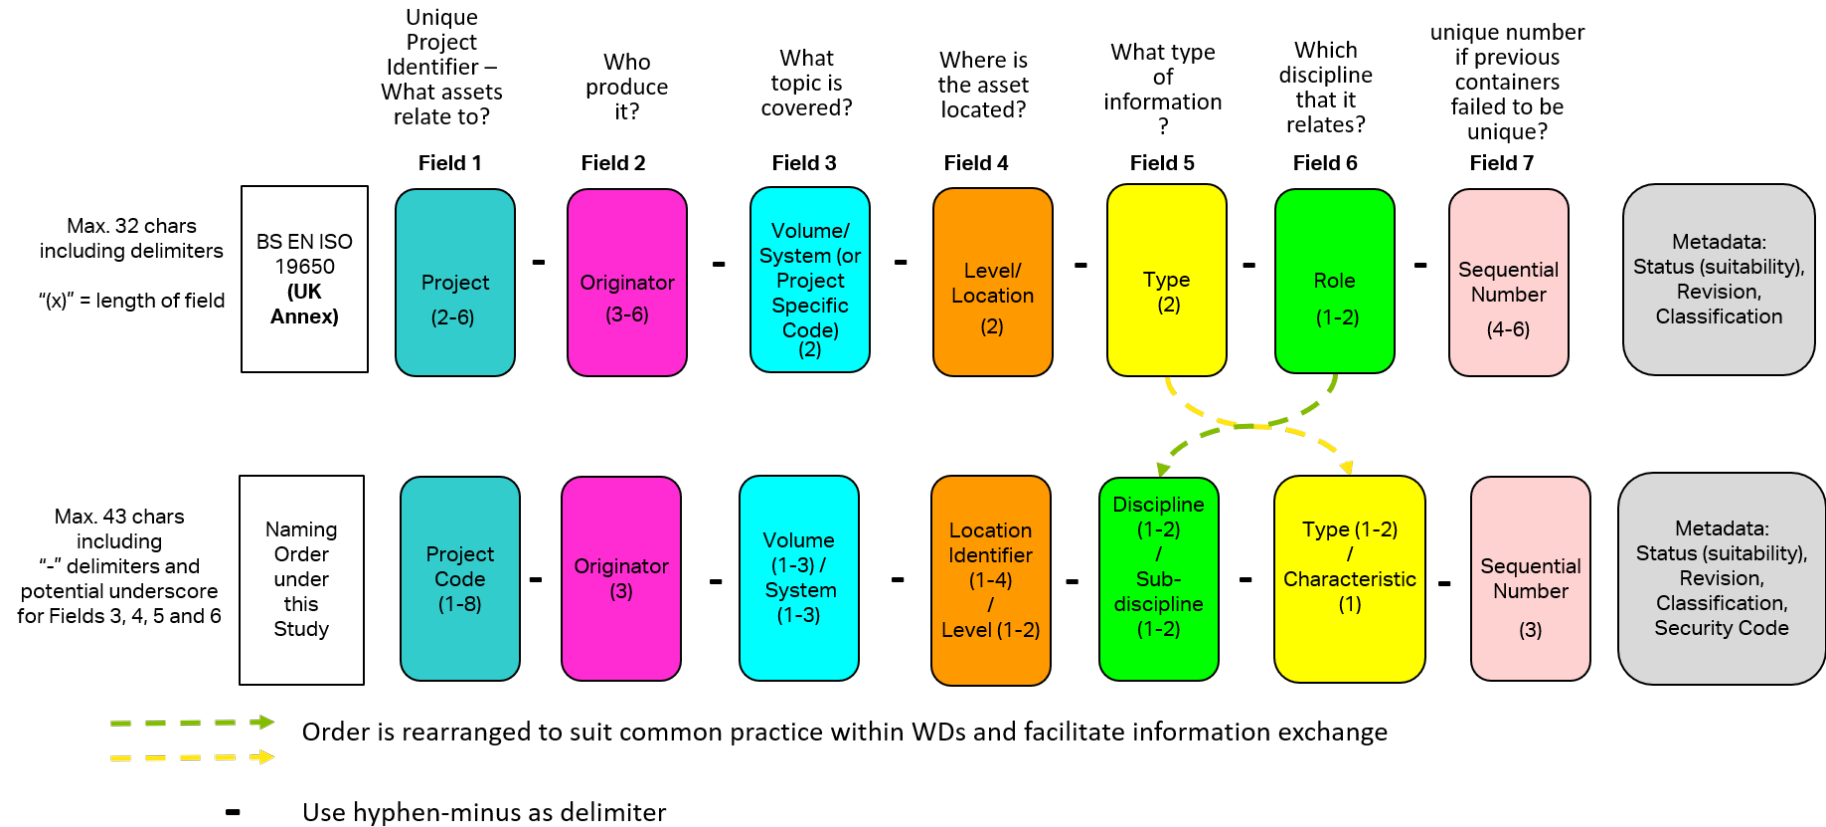 Unique
Project
Identifier –
What assets
relate to?
Who
produce
it?
What
topic is
covered?
Where is
the asset
located?
What type
of
information
?
Which
discipline
that it
relates?
unique number
if previous
containers
failed to be
unique?
Field 1
Field 2
Field 3
Field 4
Field 5
Field 6
Field 7
Max. 32 chars
including delimiters
“(x)” = length of field
BS EN ISO
19650
(UK
Annex)
Project
(2-6)
-
Originator
(3-6)
-
Volume/
System (or
Project
Specific
Code)
(2)
-
Level/
Location
(2)
-
Type
(2)
-
Role
(1-2)
-
Sequential
Number
(4-6)
Metadata:
Status (suitability),
Revision,
Classification
Max. 43 chars
including
“-” delimiters and
potential underscore
for Fields 3, 4, 5 and 6
Naming
Order
under
this
Study
Project
Code
(1-8)
-
Originator
(3)
-
Volume
(1-3) /
System
(1-3)
-
Location
Identifier
(1-4)
/
Level (1-2)
-
Discipline
(1-2)
/
Sub-
discipline
(1-2)
-
Type (1-2)
/
Characteristic
(1)
-
Sequential
Number
(3)
Metadata:
Status (suitability),
Revision,
Classification,
Security Code
Order is rearranged to suit common practice within WDs and facilitate information exchange
- Use hyphen-minus as delimiter